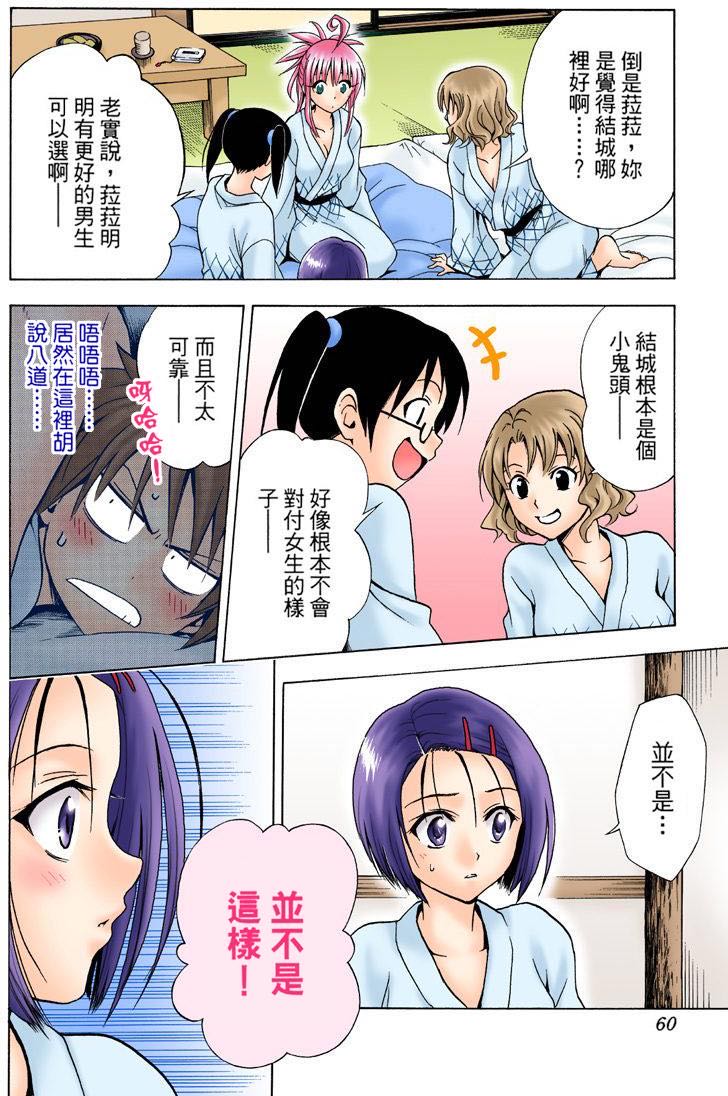 倒是菈菈，妳
是覺得結城哪
裡好啊……?
老實說，菈菈明
明有更好的男生
可以選啊——
結城根本是個
小鬼頭——
好像根本不會
對付女生的樣
子——
而且不太
可靠——
呀哈哈！
唔唔唔……
居然在這裡胡
說八道……
並不是…
並不是
這樣！
60